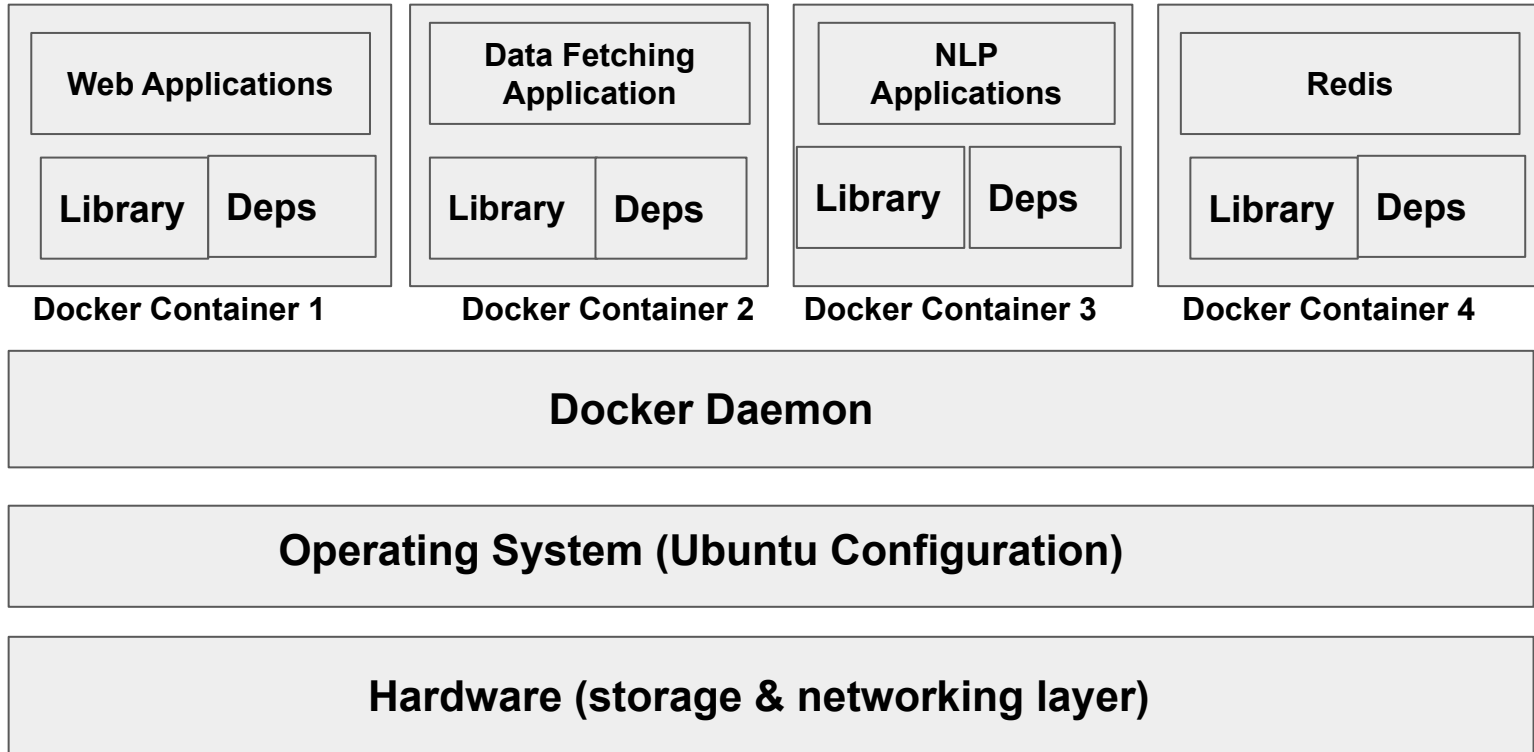 Web Applications
Data Fetching
Application
NLP
Applications
Redis
Library Deps
Library Deps
Library Deps
Library Deps
Docker Container 1
Docker Container 2
Docker Container 3
Docker Container 4
Docker Daemon
Operating System (Ubuntu Configuration)
Hardware (storage & networking layer)